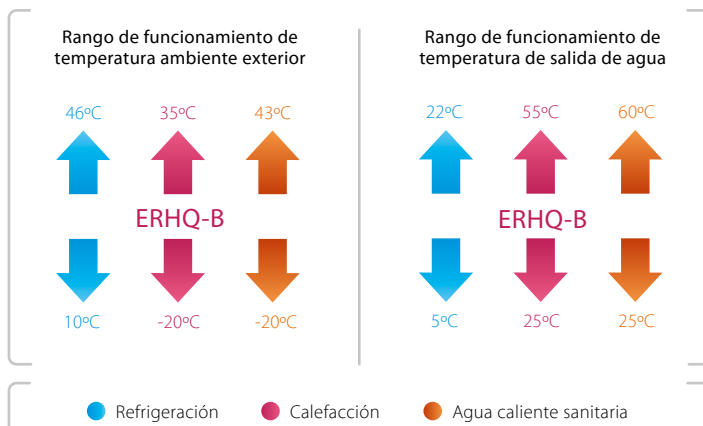 Rango de funcionamiento de
temperatura ambiente exterior
46ºC 35ºC 43ºC
ERHQ-B
10ºC -20ºC -20ºC
Rango de funcionamiento de
temperatura de salida de agua
22ºC 55ºC 60ºC
ERHQ-B
5ºC 25ºC 25ºC
Refrigeración Calefacción Agua caliente sanitaria